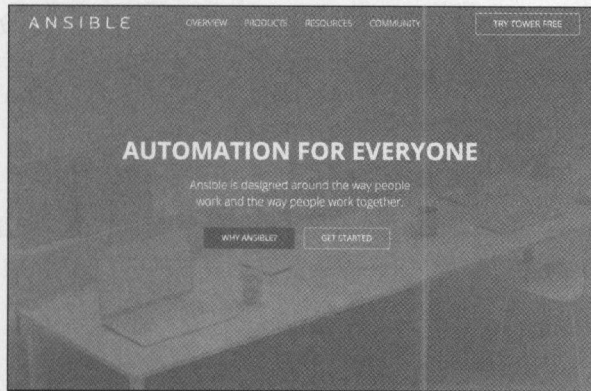 ANSIBLE
OVERVIEW PRODUCTS RESOURCES COMMUNITY
TRY TOWER FREE
AUTOMATION FOR EVERYONE
Ansible is designed around the way people
work and the way people work together.
WHY ANSIBLE?
GET STARTED